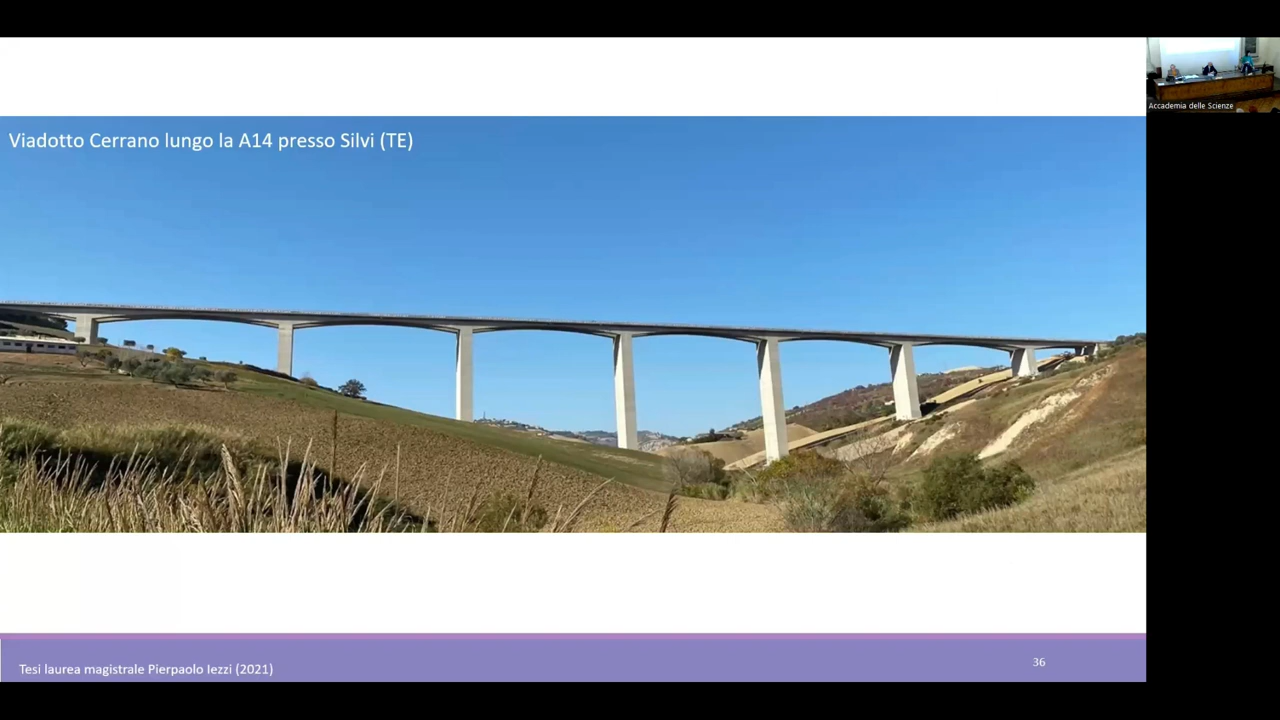 Viadotto Cerrano lungo la A14 presso Silvi (TE)
Accademia delle Scienze
Tesi laurea magistrale Pierpaolo Iezzi (2021)
36